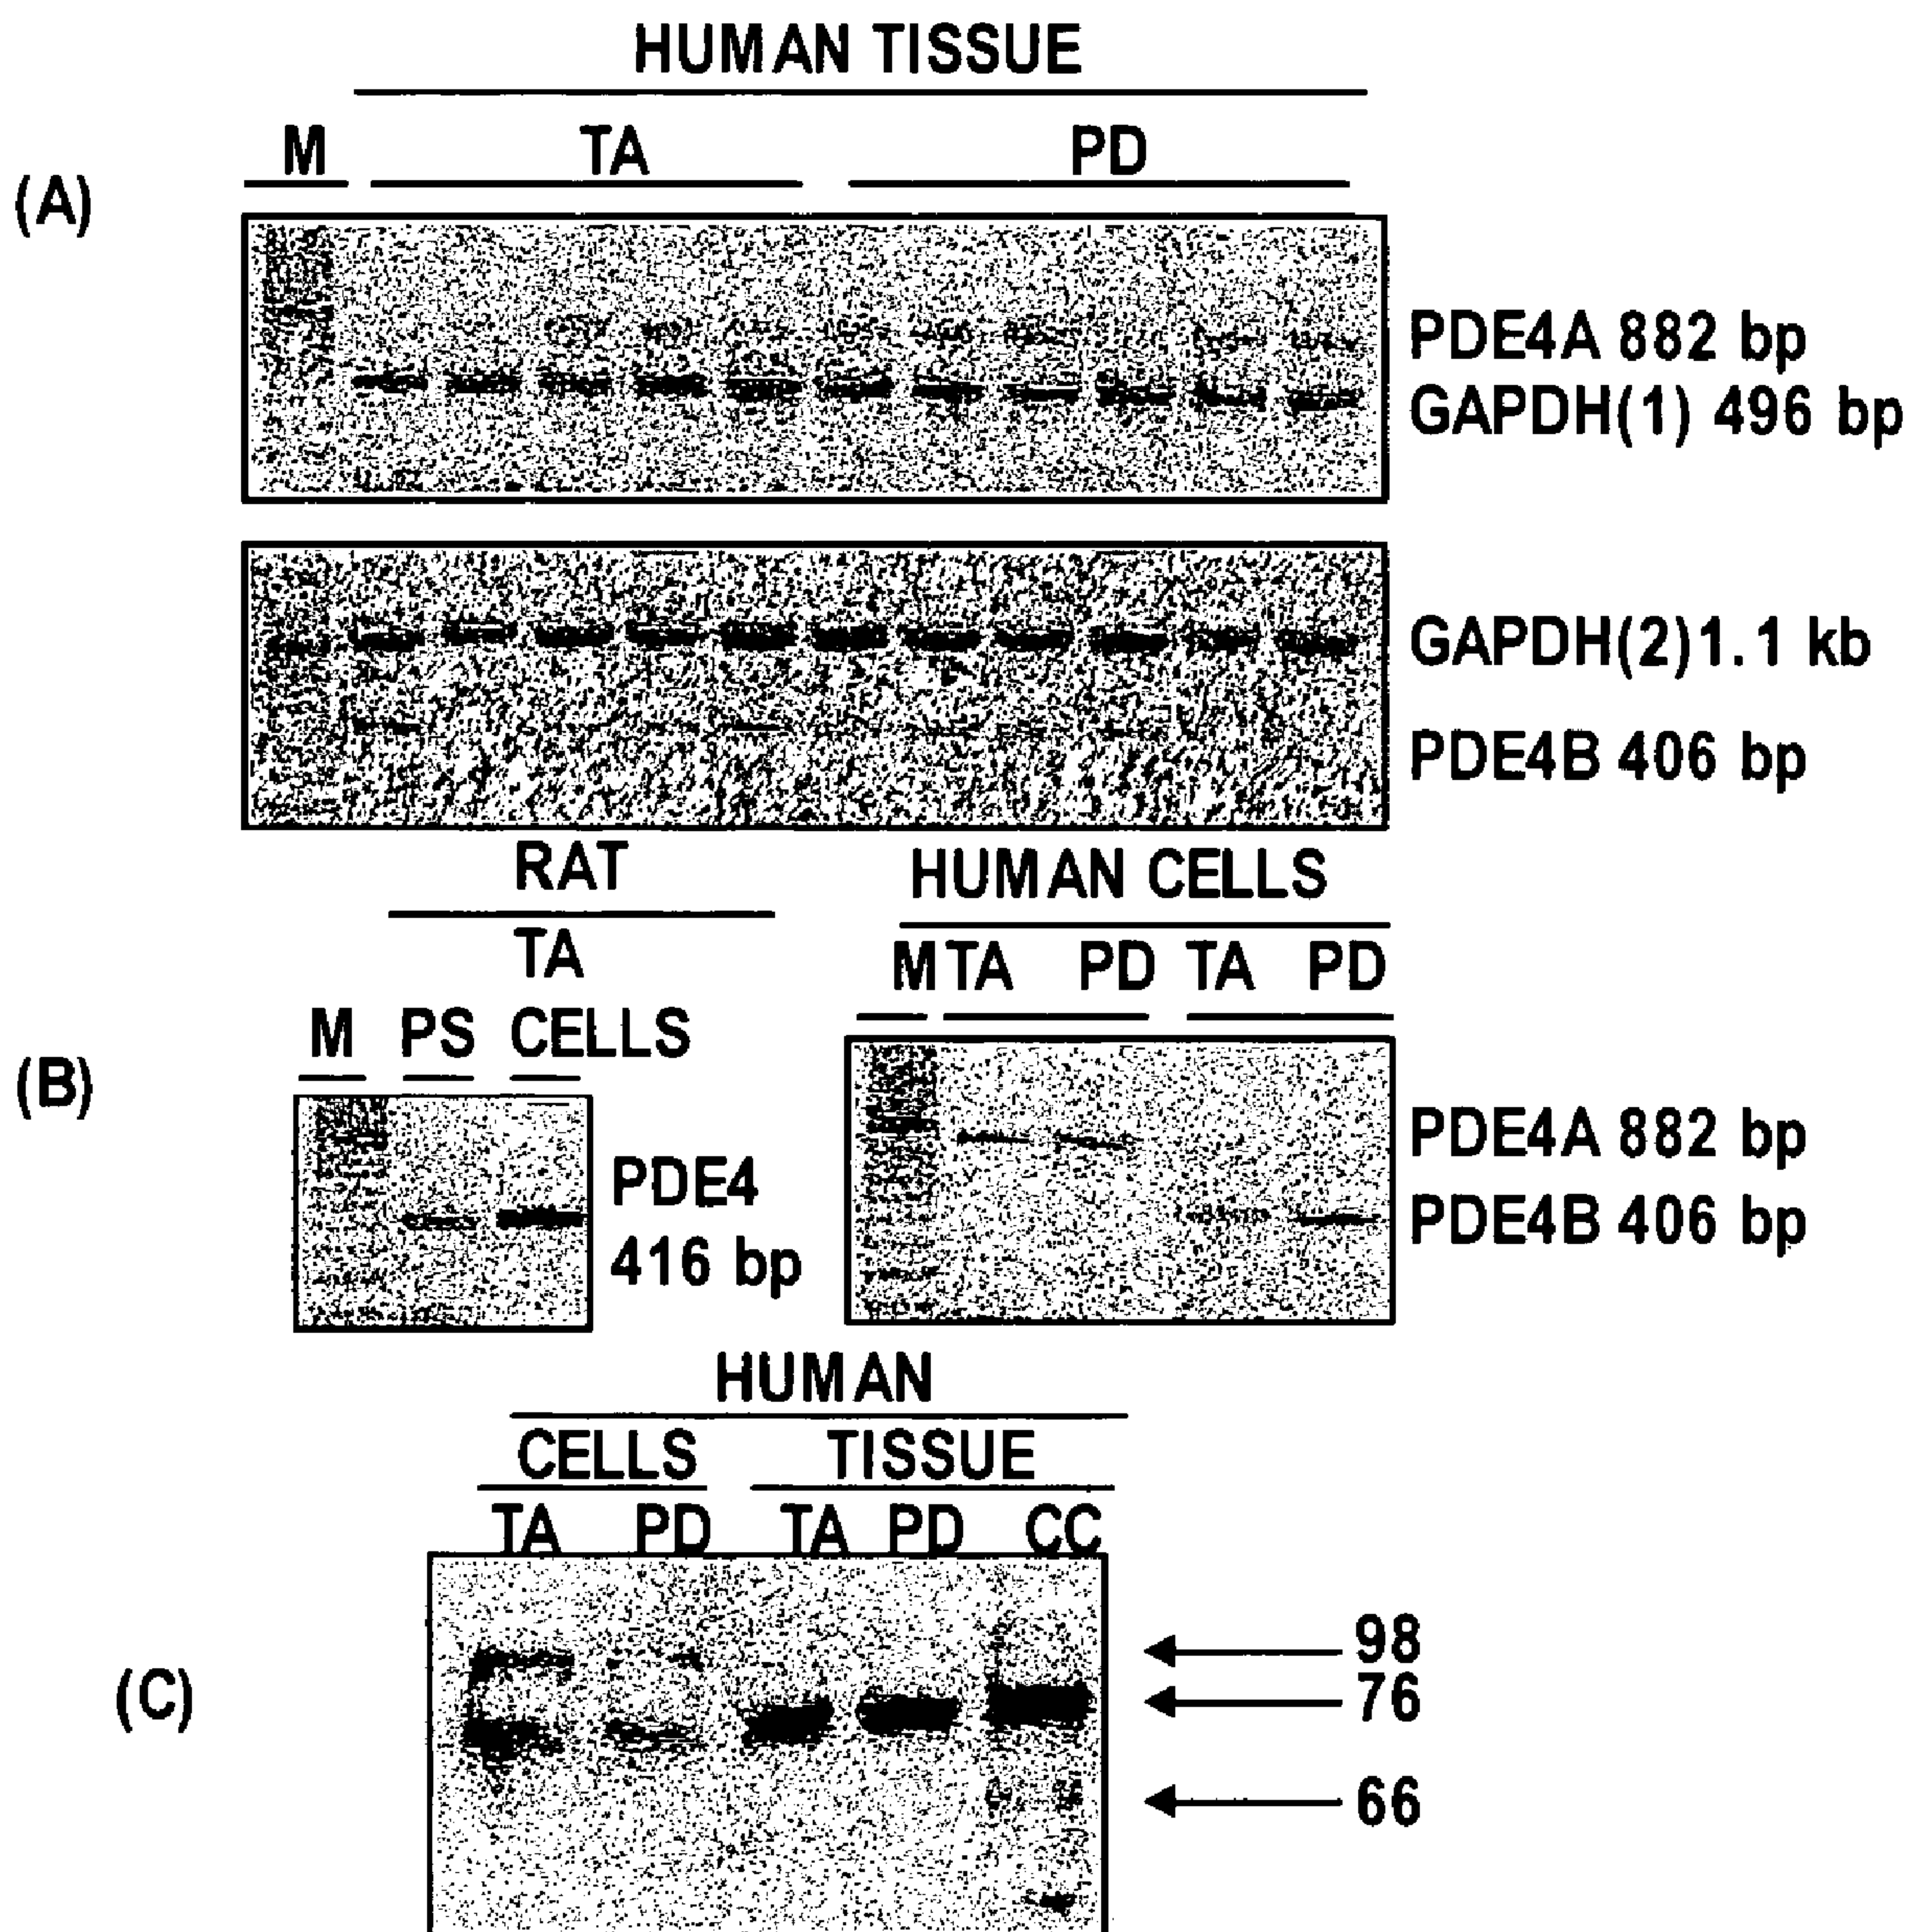 HUMAN TISSUE
M TA PD
(A)
PDE4A 882 bp
GAPDH(1) 496 bp
GAPDH(2)1.1 kb
PDE4B 406 bp
RAT
TA
M PS CELLS
HUMAN CELLS
M TA PD TA PD
(B)
PDE4
416 bp
PDE4A 882 bp
PDE4B 406 bp
HUMAN
CELLS TISSUE
TA PD TA PD CC
(C)
98
76
66